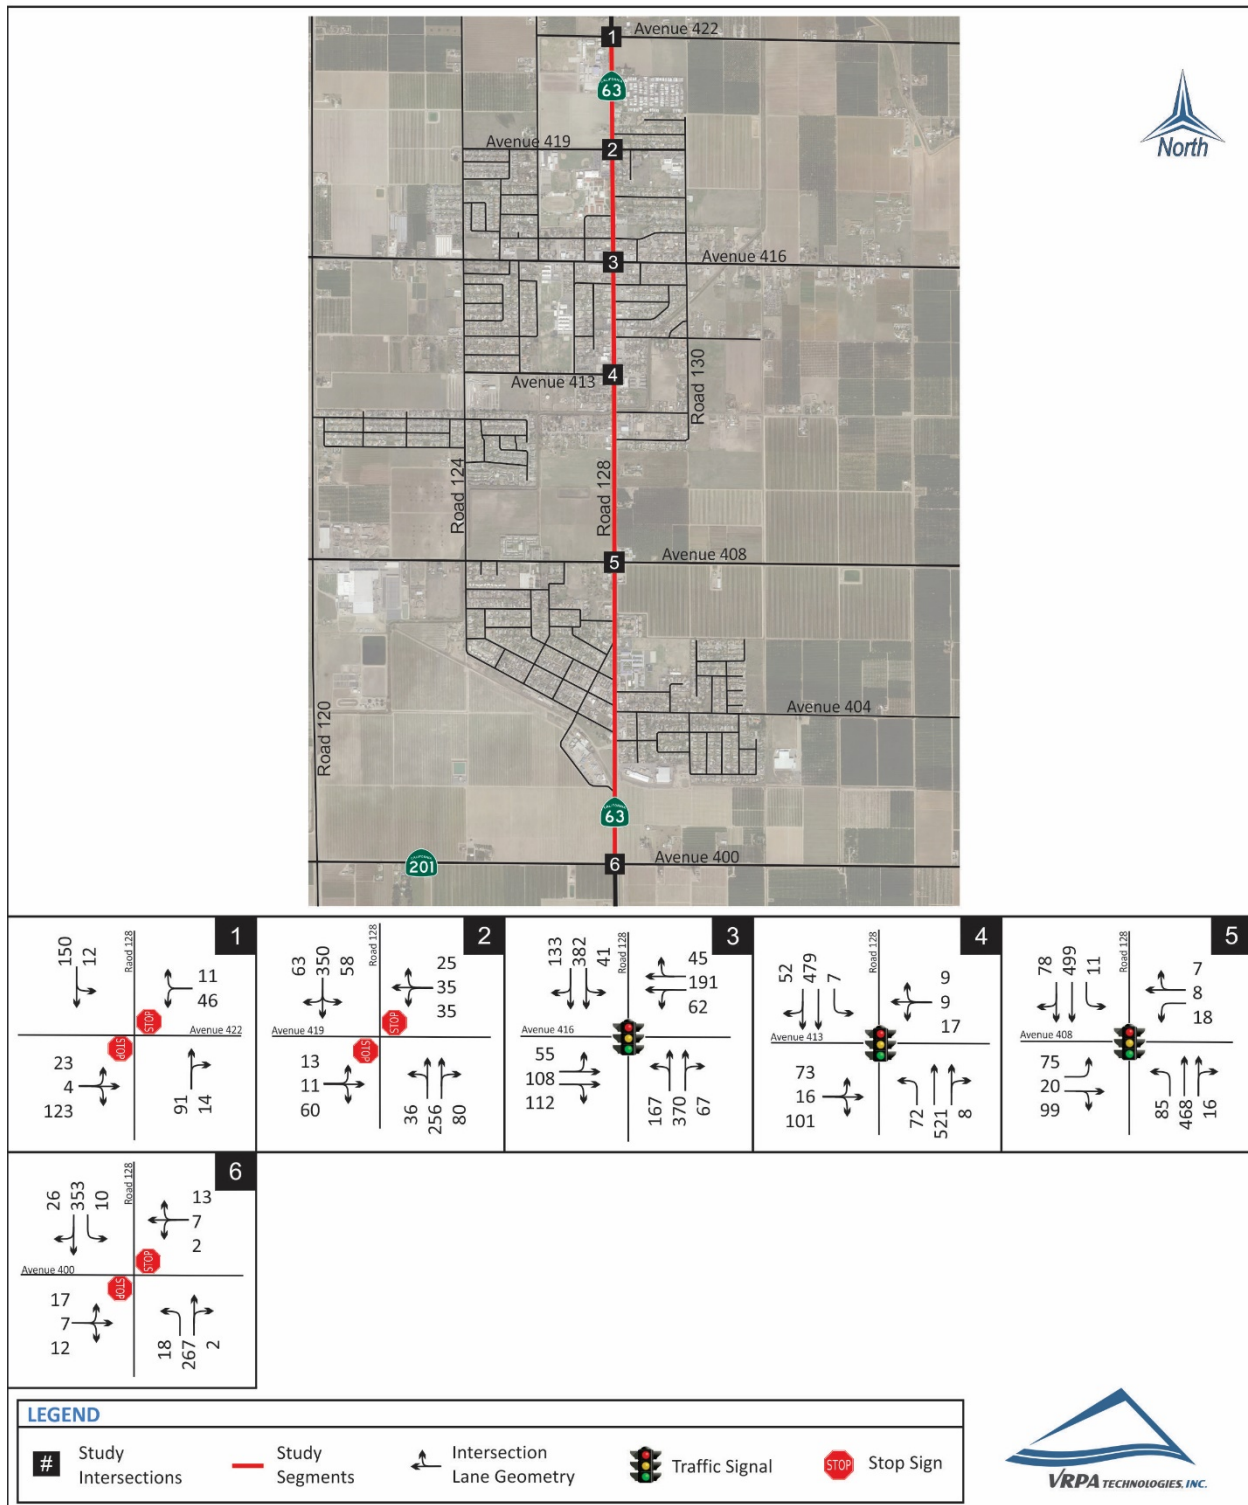 1
Avenue 422
CALIFORNIA
63
North
Avenue 419
2
3
Avenue 416
4
Avenue 413
Road 130
Road 124
Road 128
5
Avenue 408
Avenue 404
Road 120
CALIFORNIA
63
Avenue 400
CALIFORNIA
201
6
1
Raod 128
150
12
11
46
STOP
Avenue 422
STOP
23
4
123
91
14
2
Road 128
63
350
58
25
35
35
STOP
Avenue 419
STOP
13
11
60
36
256
80
3
Road 128
133
382
41
45
191
62
Avenue 416
55
108
112
167
370
67
4
52
479
7
9
9
17
Avenue 413
73
16
101
72
521
8
5
Road 128
78
499
11
7
8
18
Avenue 408
75
20
99
85
468
16
6
Road 128
26
353
10
13
7
2
STOP
Avenue 400
STOP
17
7
12
18
267
2
LEGEND
# Study Intersections
Study Segments
Intersection Lane Geometry
Traffic Signal
STOP Stop Sign
VRPA TECHNOLOGIES, INC.